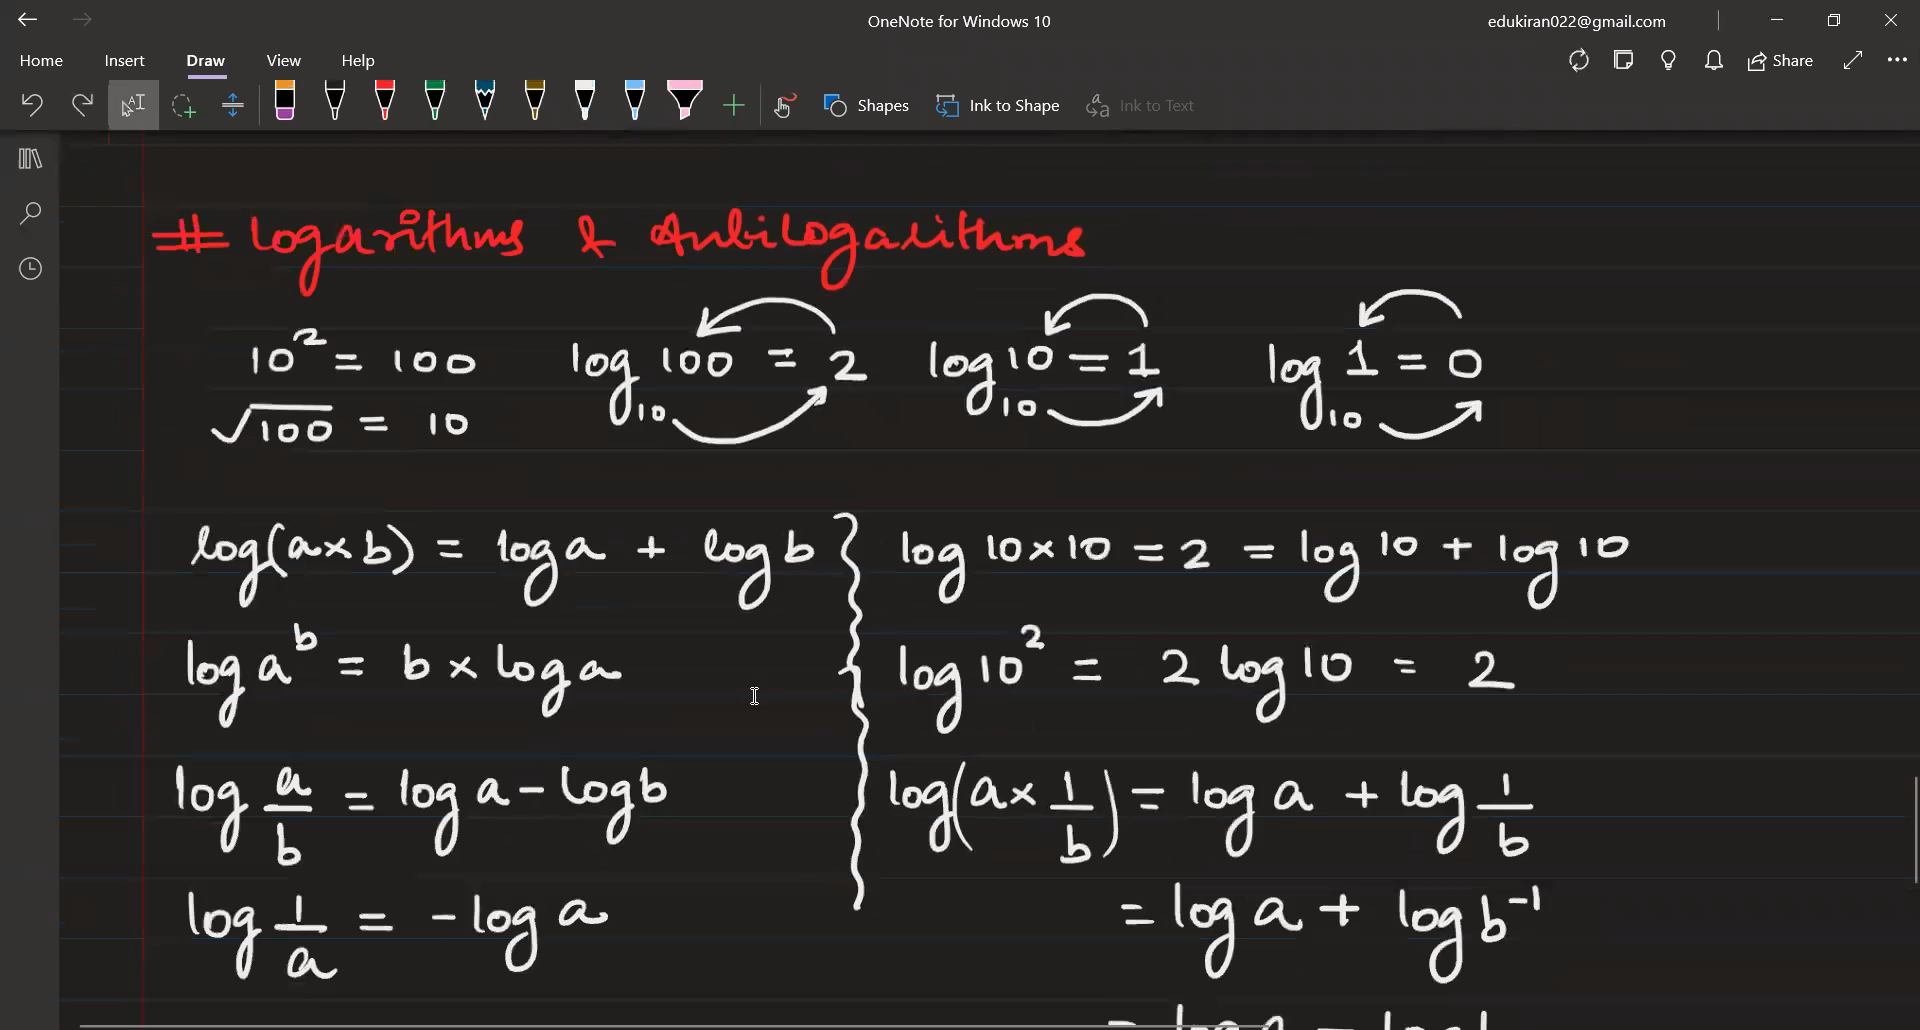 OneNote for Windows 10
edukiran022@gmail.com
Home Insert Draw View Help
Share
Shapes Ink to Shape Ink to Text
# Logarithms & Antilogarithms
10² = 100 log₁₀ 100 = 2 log₁₀ 10 = 1 log₁₀ 1 = 0
√100 = 10
log(a×b) = log a + log b
log 10×10 = 2 = log 10 + log 10
log aᵇ = b × log a
log 10² = 2 log 10 = 2
log a/b = log a - log b
log(a × 1/b) = log a + log 1/b
log 1/a = - log a
= log a + log b⁻¹